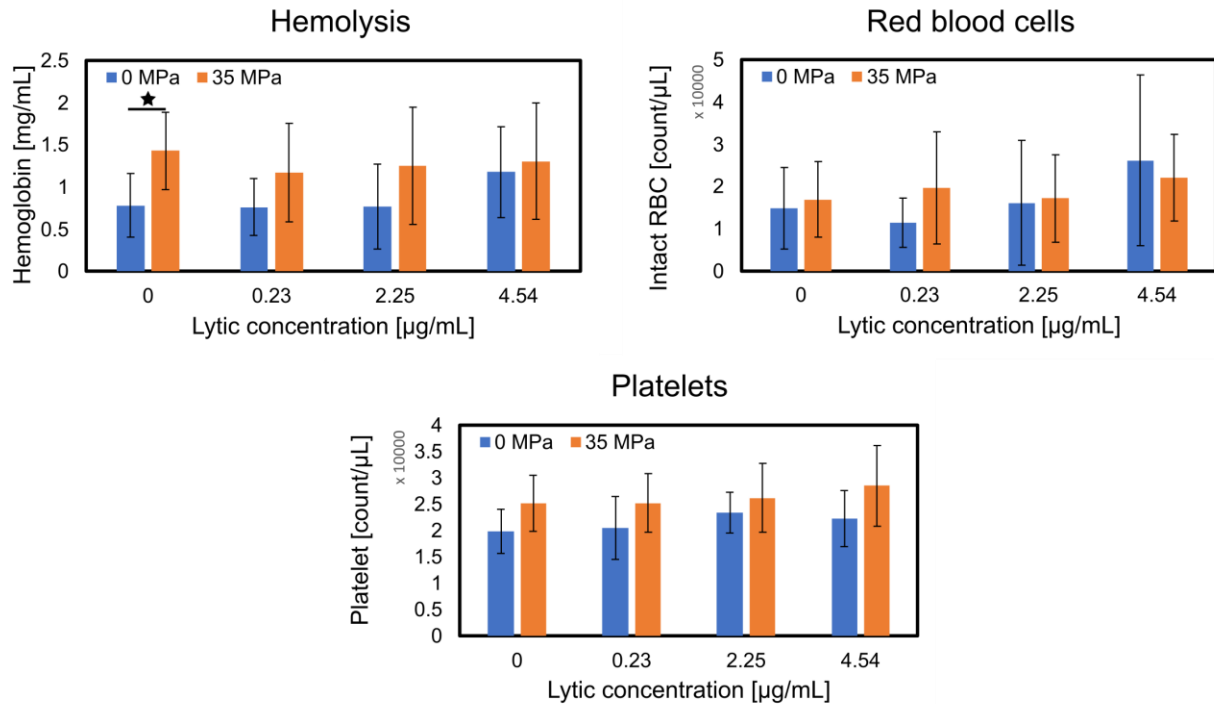 Hemolysis
Hemoglobin [mg/mL]
2.5
2
1.5
1
0.5
0
0 MPa 35 MPa
0 0.23 2.25 4.54
Lytic concentration [µg/mL]
Red blood cells
Intact RBC [count/µL]
x 10000
5
4
3
2
1
0
0 MPa 35 MPa
0 0.23 2.25 4.54
Lytic concentration [µg/mL]
Platelets
Platelet [count/µL]
x 10000
4
3.5
3
2.5
2
1.5
1
0.5
0
0 MPa 35 MPa
0 0.23 2.25 4.54
Lytic concentration [µg/mL]